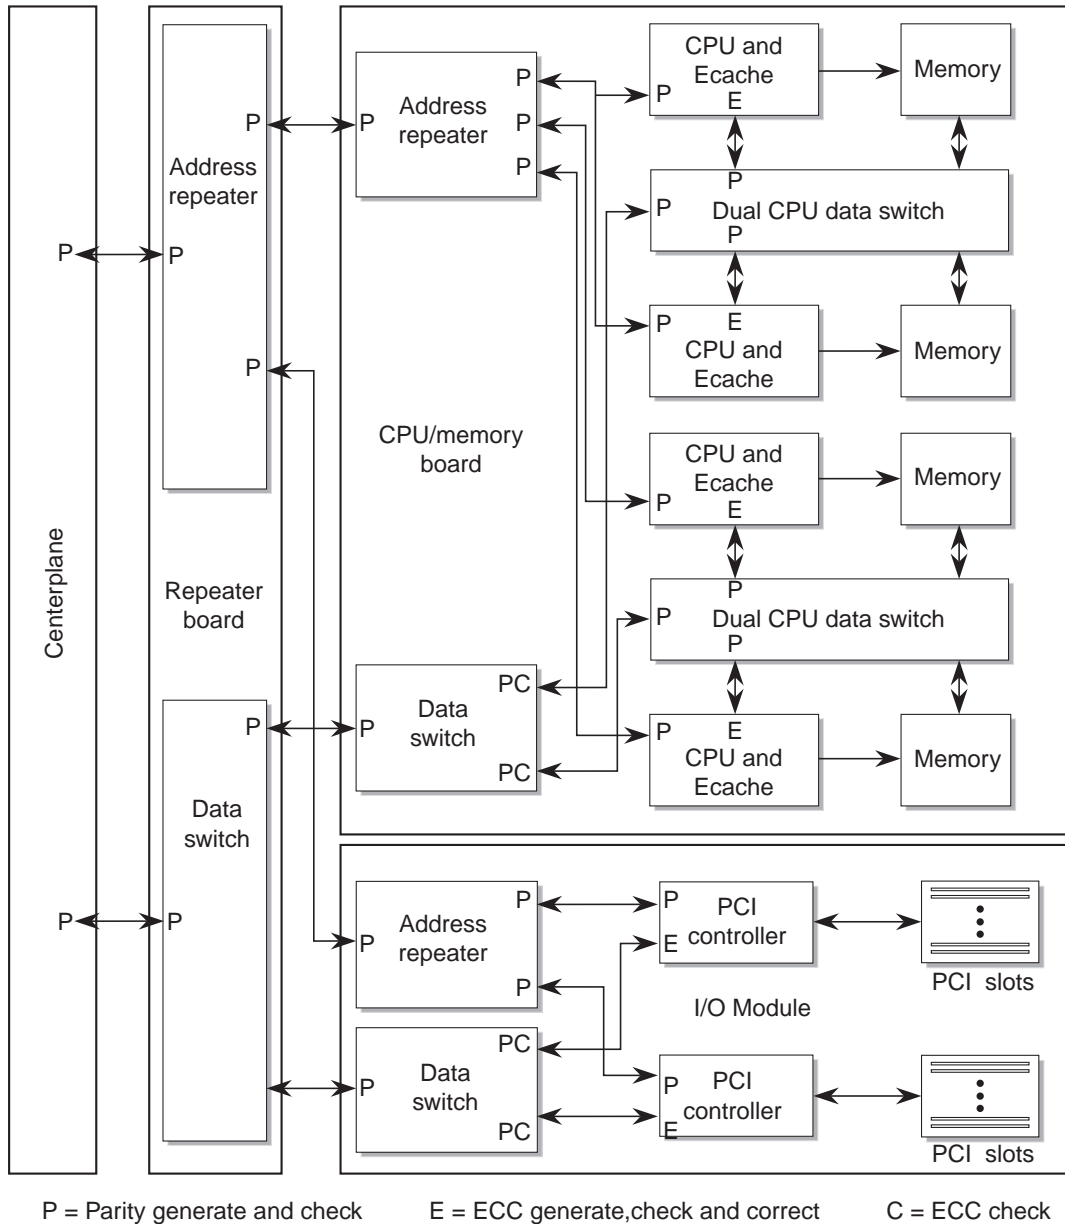 Centerplane
P
P
Repeater
board
Address
repeater
P
P
P
Data
switch
P
P
CPU/memory
board
Address
repeater
P
P
P
P
Data
switch
P
PC
PC
CPU and
Ecache
P
E
Memory
P
P
Dual CPU data switch
P
P
E
CPU and
Ecache
Memory
CPU and
Ecache
P
E
Memory
P
P
Dual CPU data switch
P
P
E
CPU and
Ecache
Memory
Address
repeater
P
P
P
Data
switch
P
PC
PC
I/O Module
P
E
PCI
controller
PCI slots
P
E
PCI
controller
PCI slots
P = Parity generate and check
E = ECC generate,check and correct
C = ECC check